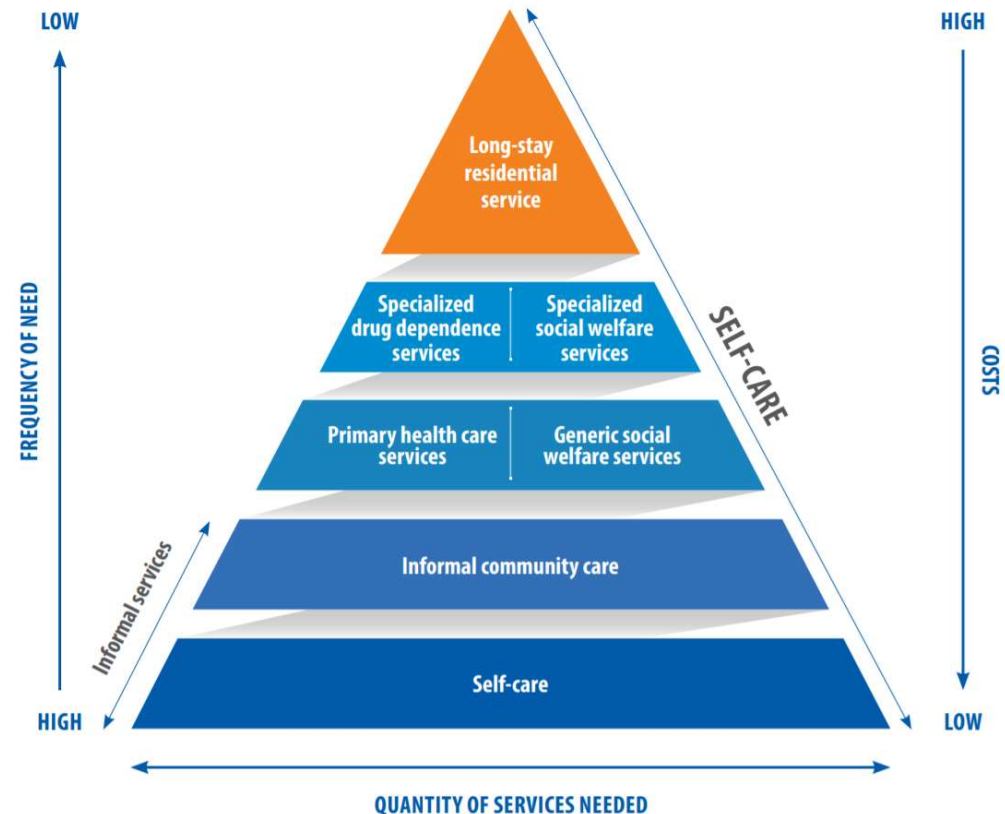 LOW
HIGH
Long-stay
residential
service
Specialized
drug dependence
services
Specialized
social welfare
services
SELF-CARE
FREQUENCY OF NEED
COSTS
Primary health care
services
Generic social
welfare services
Informal services
Informal community care
Self-care
HIGH
LOW
QUANTITY OF SERVICES NEEDED